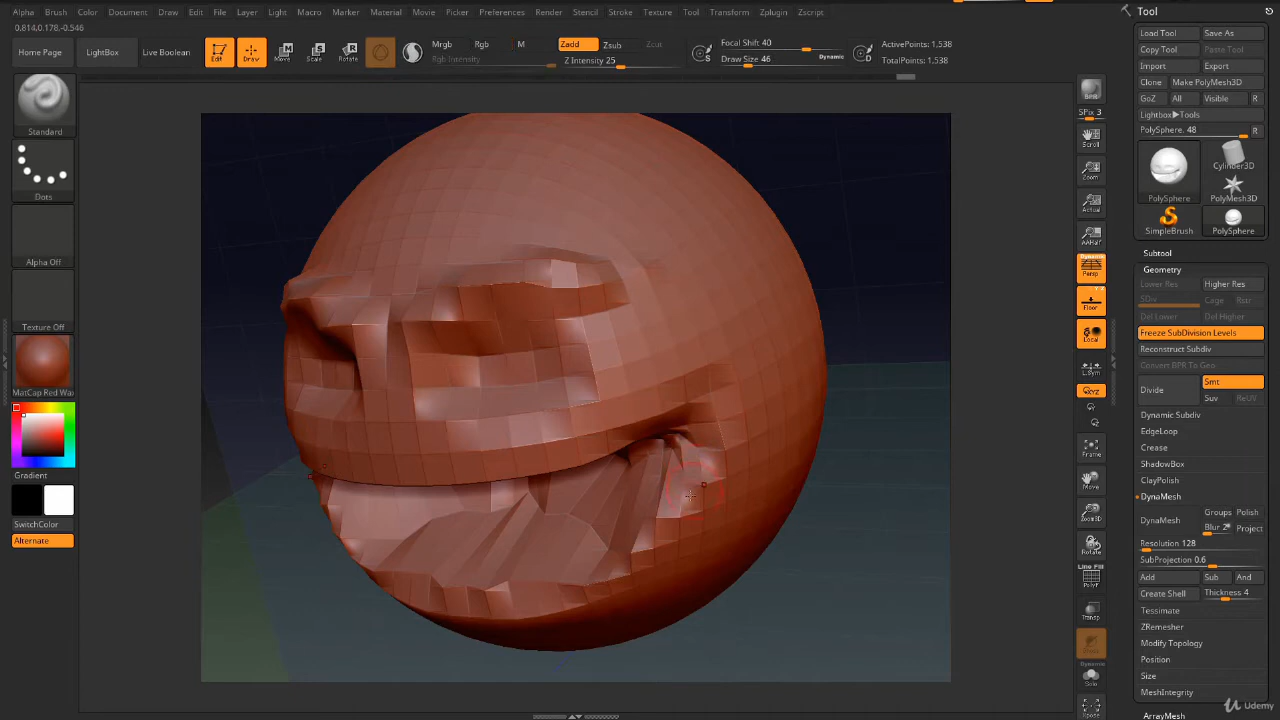 Alpha Brush Color Document Draw Edit File Layer Light Macro Marker Material Movie Picker Preferences Render Stencil Stroke Texture Tool Transform Zplugin Zscript
0.814,0.178,-0.546
Home Page LightBox Live Boolean Edit Draw Move Scale Rotate Mrgb Rgb M Zadd Zsub Zcut Focal Shift 40 ActivePoints: 1,538
Rgb Intensity Z Intensity 25 Draw Size 46 Dynamic TotalPoints: 1,538
S
D
Standard
Dots
Alpha Off
Texture Off
MatCap Red Wax
Gradient
SwitchColor
Alternate
BPR
SPix 3
Scroll
Zoom
Actual
AAHalf
Dynamic
Persp
Floor
Local
L.Sym
XYZ
Frame
Move
Zoom3D
Rotate
Line Fill
PolyF
Transp
Dynamic
Solo
Xpose
Tool
Load Tool Save As
Copy Tool Paste Tool
Import Export
Clone Make PolyMesh3D
GoZ All Visible R
Lightbox▶Tools
PolySphere. 48 R
Cylinder3D
PolySphere PolyMesh3D
SimpleBrush PolySphere
Subtool
Geometry
Lower Res Higher Res
SDiv Cage Rstr
Del Lower Del Higher
Freeze SubDivision Levels
Reconstruct Subdiv
Convert BPR To Geo
Divide Smt
Suv ReUV
Dynamic Subdiv
EdgeLoop
Crease
ShadowBox
ClayPolish
DynaMesh
DynaMesh Groups Polish
Blur 2 Project
Resolution 128
SubProjection 0.6
Add Sub And
Create Shell Thickness 4
Tessimate
ZRemesher
Modify Topology
Position
Size
MeshIntegrity
ArrayMesh
Udemy